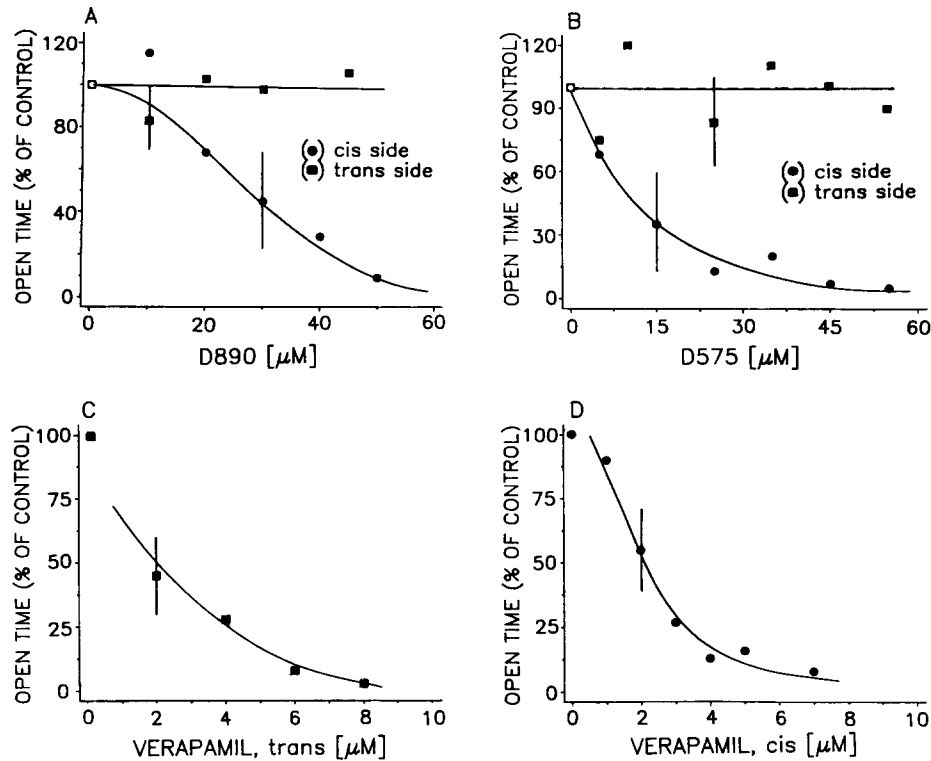 A
OPEN TIME (% OF CONTROL)
120
80
40
0
(●) cis side
(■) trans side
0 20 40 60
D890 [μM]
B
OPEN TIME (% OF CONTROL)
120
90
60
30
0
(●) cis side
(■) trans side
0 15 30 45 60
D575 [μM]
C
OPEN TIME (% OF CONTROL)
100
75
50
25
0
0 2 4 6 8 10
VERAPAMIL, trans [μM]
D
OPEN TIME (% OF CONTROL)
100
75
50
25
0
0 2 4 6 8 10
VERAPAMIL, cis [μM]